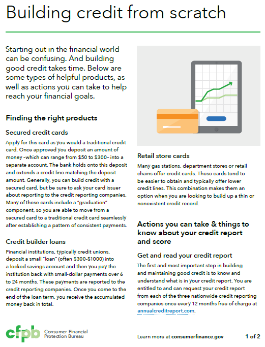 Building credit from scratch
Starting out in the financial world
can be confusing. And building
good credit takes time. Below are
some types of helpful products, as
well as actions you can take to help
reach your financial goals.
Finding the right products
Secured credit cards
Apply for this card as you would a traditional credit
card. Once approved you deposit an amount of
money–which can range from $50 to $300–into a
separate account. The bank holds onto this deposit
and extends a credit line matching the deposit
amount. Generally, you can build credit with a
secured card, but be sure to ask your card issuer
about reporting to the credit reporting companies.
Many of these cards include a "graduation"
component, so you are able to move from a
secured card to a traditional credit card seamlessly
after establishing a pattern of consistent payments.
Credit builder loans
Financial institutions, typically credit unions,
deposit a small "loan" (often $300-$1000) into
a locked savings account and then you pay the
institution back with small-dollar payments over 6
to 24 months. These payments are reported to the
credit reporting companies. Once you come to the
end of the loan term, you receive the accumulated
money back in total.
Retail store cards
Many gas stations, department stores or retail
chains offer credit cards. These cards tend to
be easier to obtain and typically offer lower
credit lines. This combination makes them an
option when you are looking to build up a thin or
nonexistent credit record.
Actions you can take & things to
know about your credit report
and score
Get and read your credit report
The first and most important step in building
and maintaining good credit is to know and
understand what is in your credit report. You are
entitled to and can request your credit report
from each of the three nationwide credit reporting
companies once every 12 months free of charge at
annualcreditreport.com.
cfpb Consumer Financial
Protection Bureau
Learn more at consumerfinance.gov
1 of 2